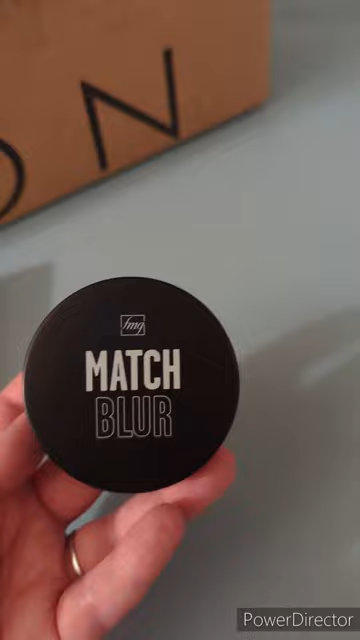 ON
fmg
MATCH
BLUR
PowerDirector